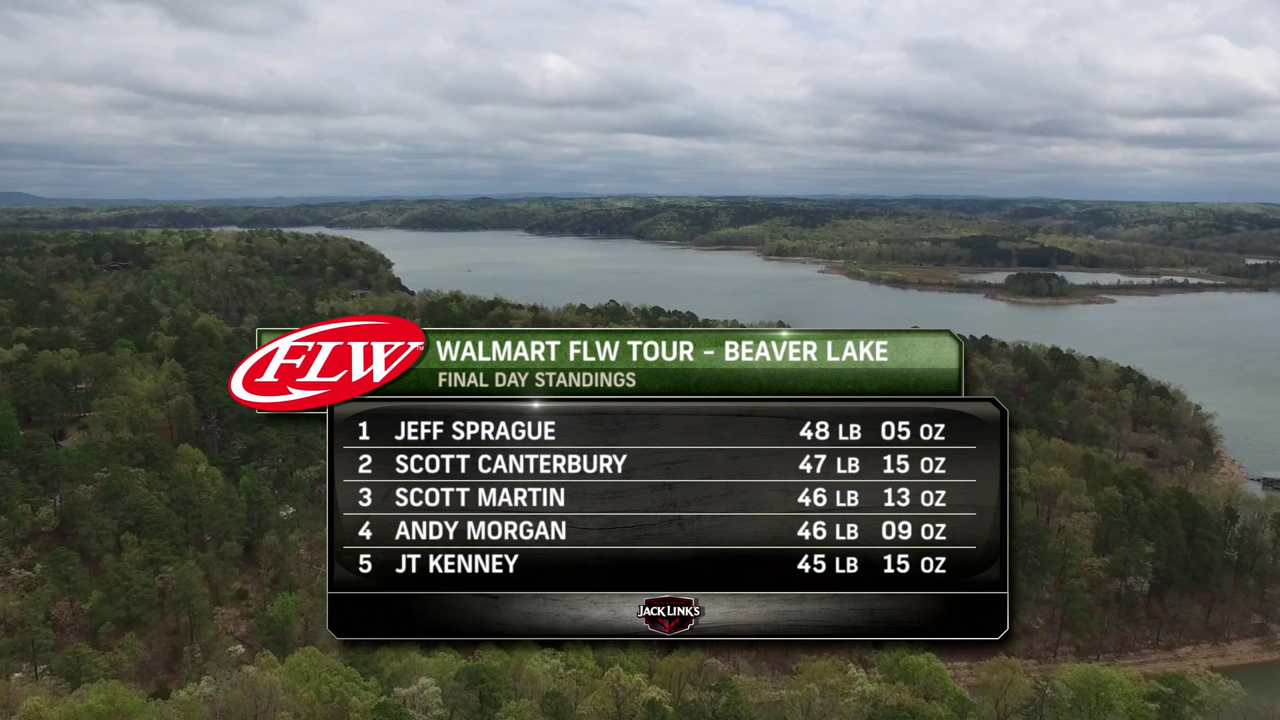 FLW
WALMART FLW TOUR – BEAVER LAKE
FINAL DAY STANDINGS
1 JEFF SPRAGUE 48 LB 05 OZ
2 SCOTT CANTERBURY 47 LB 15 OZ
3 SCOTT MARTIN 46 LB 13 OZ
4 ANDY MORGAN 46 LB 09 OZ
5 JT KENNEY 45 LB 15 OZ
JACK LINK'S